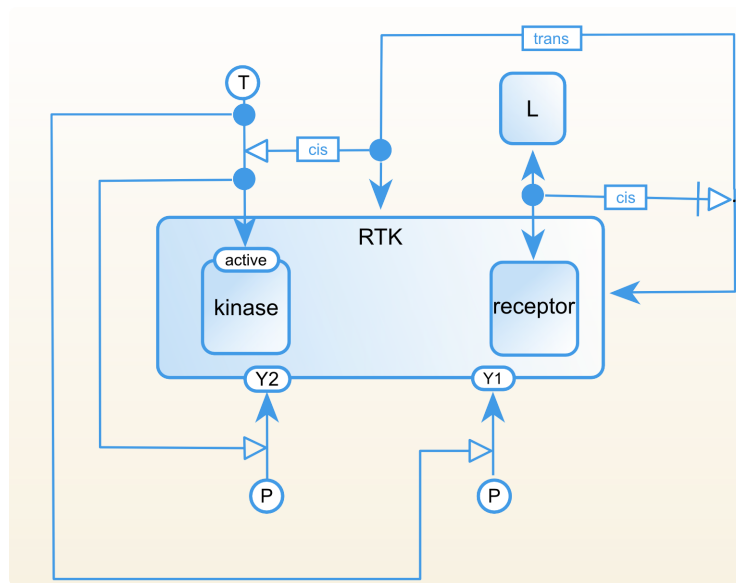 trans
T
L
cis
cis
RTK
active
kinase
receptor
Y2
Y1
P
P